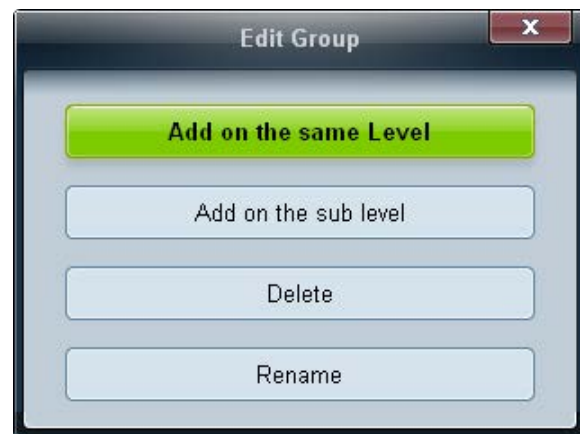 Edit Group
x
Add on the same Level
Add on the sub level
Delete
Rename